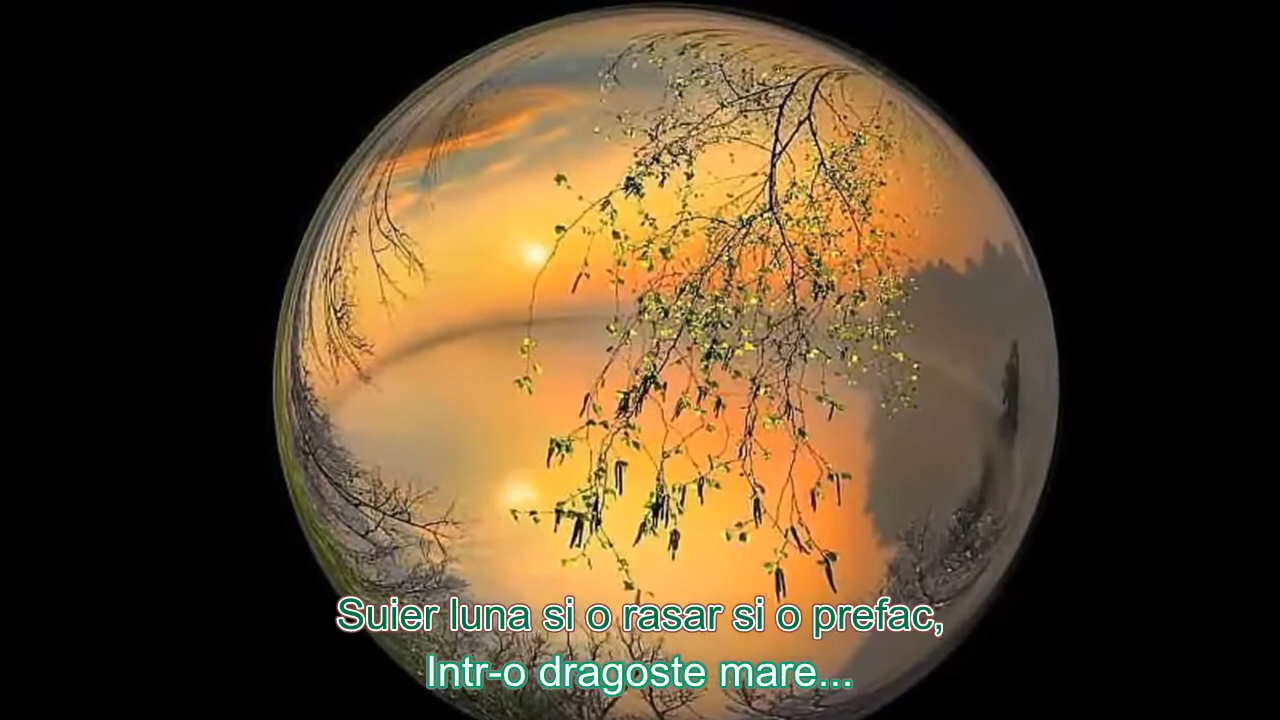 Suier luna si o rasar si o prefac,
Intr-o dragoste mare...